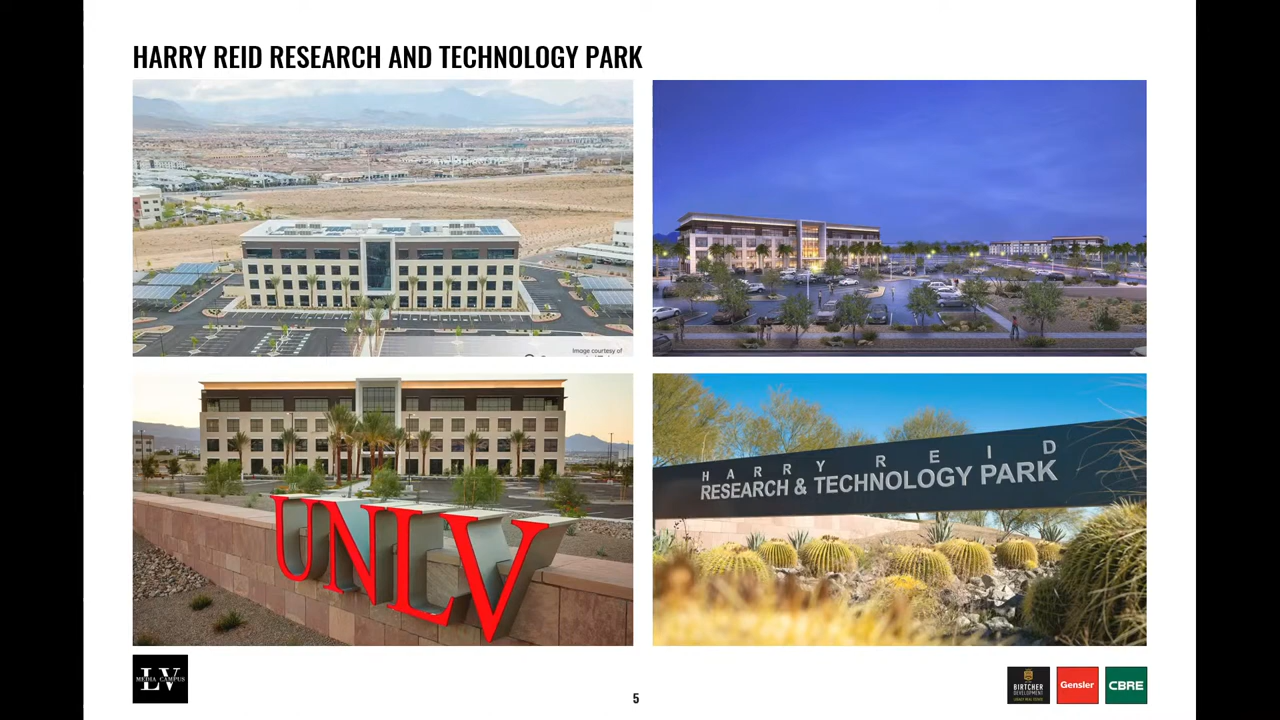 HARRY REID RESEARCH AND TECHNOLOGY PARK
Image courtesy of
UNLV
HARRY REID
RESEARCH & TECHNOLOGY PARK
LV
MEDIA CAMPUS
5
BIRTCHER
DEVELOPMENT
Gensler
CBRE